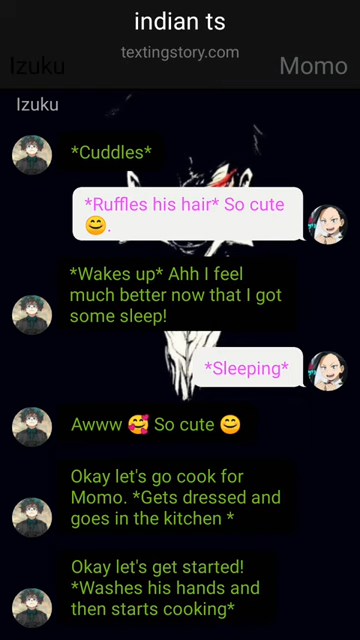 indian ts
textingstory.com
Izuku
Momo
Izuku
*Cuddles*
*Ruffles his hair* So cute
😊.
*Wakes up* Ahh I feel
much better now that I got
some sleep!
*Sleeping*
Awww 🥰 So cute 😊
Okay let's go cook for
Momo. *Gets dressed and
goes in the kitchen *
Okay let's get started!
*Washes his hands and
then starts cooking*